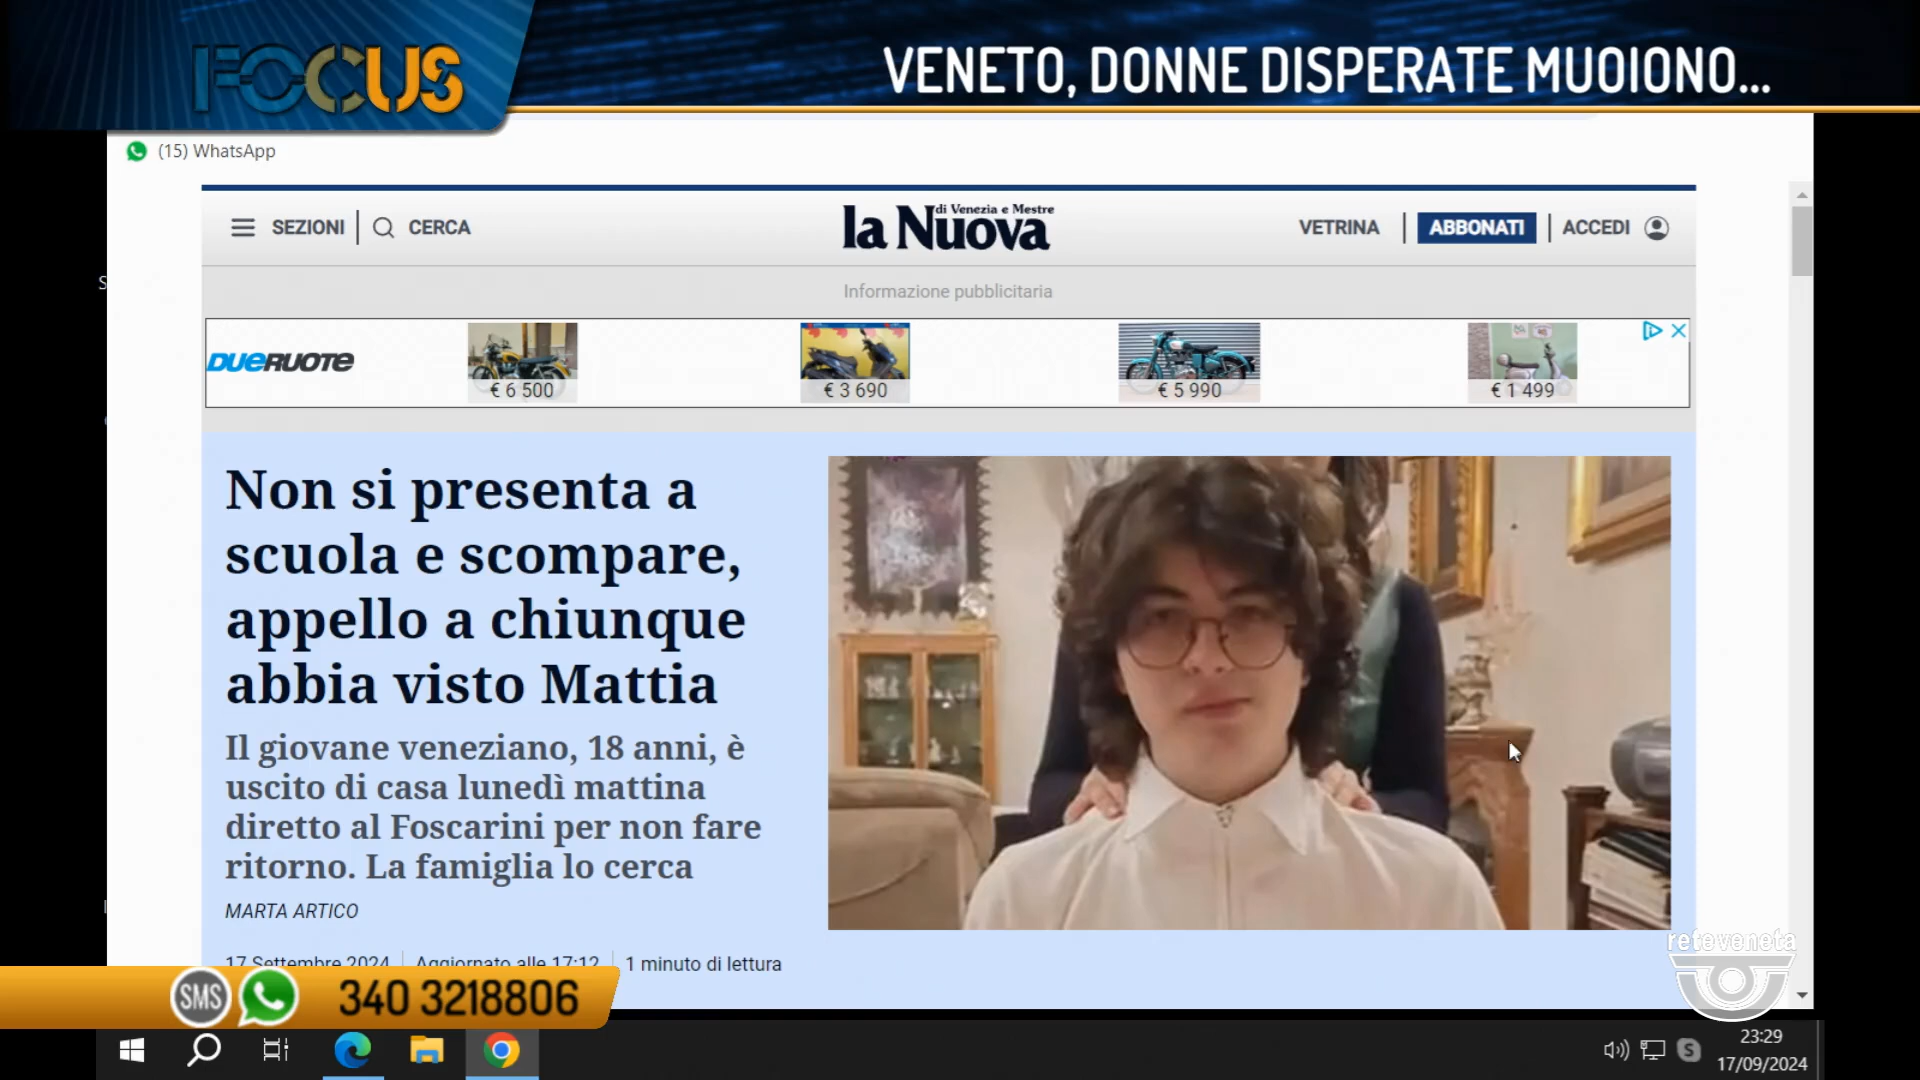 FOCUS
VENETO, DONNE DISPERATE MUOIONO...
(15) WhatsApp
SEZIONI
CERCA
la Nuova
di Venezia e Mestre
VETRINA
ABBONATI
ACCEDI
Informazione pubblicitaria
DUERUOTE
€ 6 500
€ 3 690
€ 5 990
€ 1 499
Non si presenta a
scuola e scompare,
appello a chiunque
abbia visto Mattia
Il giovane veneziano, 18 anni, è
uscito di casa lunedì mattina
diretto al Foscarini per non fare
ritorno. La famiglia lo cerca
MARTA ARTICO
17 Settembre 2024 | Aggiornato alle 17:12 | 1 minuto di lettura
reteveneta
SMS
340 3218806
23:29
17/09/2024